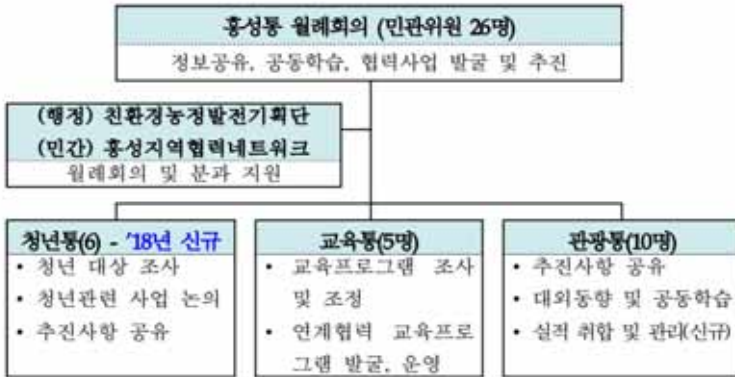 홍성통 월례회의 (민관위원 26명)
정보공유, 공동학습, 협력사업 발굴 및 추진
(행정) 친환경농정발전기획단
(민간) 홍성지역협력네트워크
월례회의 및 분과 지원
청년통(6) - '18년 신규
• 청년 대상 조사
• 청년관련 사업 논의
• 추진사항 공유
교육통(5명)
• 교육프로그램 조사
및 조정
• 연계협력 교육프로
그램 발굴, 운영
관광통(10명)
• 추진사항 공유
• 대외동향 및 공동학습
• 실적 취합 및 관리(신규)